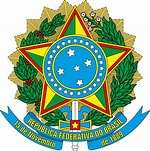 REPÚBLICA FEDERATIVA DO BRASIL
15 de Novembro
de 1889